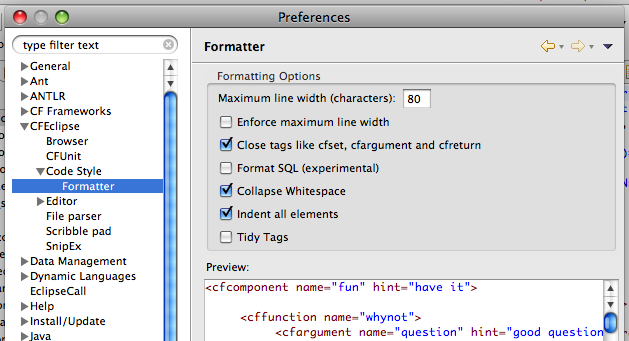 Preferences
type filter text
General
Ant
ANTLR
CF Frameworks
CFEclipse
Browser
CFUnit
Code Style
Formatter
Editor
File parser
Scribble pad
SnipEx
Data Management
Dynamic Languages
EclipseCall
Help
Install/Update
Java
Formatter
Formatting Options
Maximum line width (characters): 80
Enforce maximum line width
Close tags like cfset, cfargument and cfreturn
Format SQL (experimental)
Collapse Whitespace
Indent all elements
Tidy Tags
Preview:
<cfcomponent name="fun" hint="have it">
<cffunction name="whynot">
<cfargument name="question" hint="good question